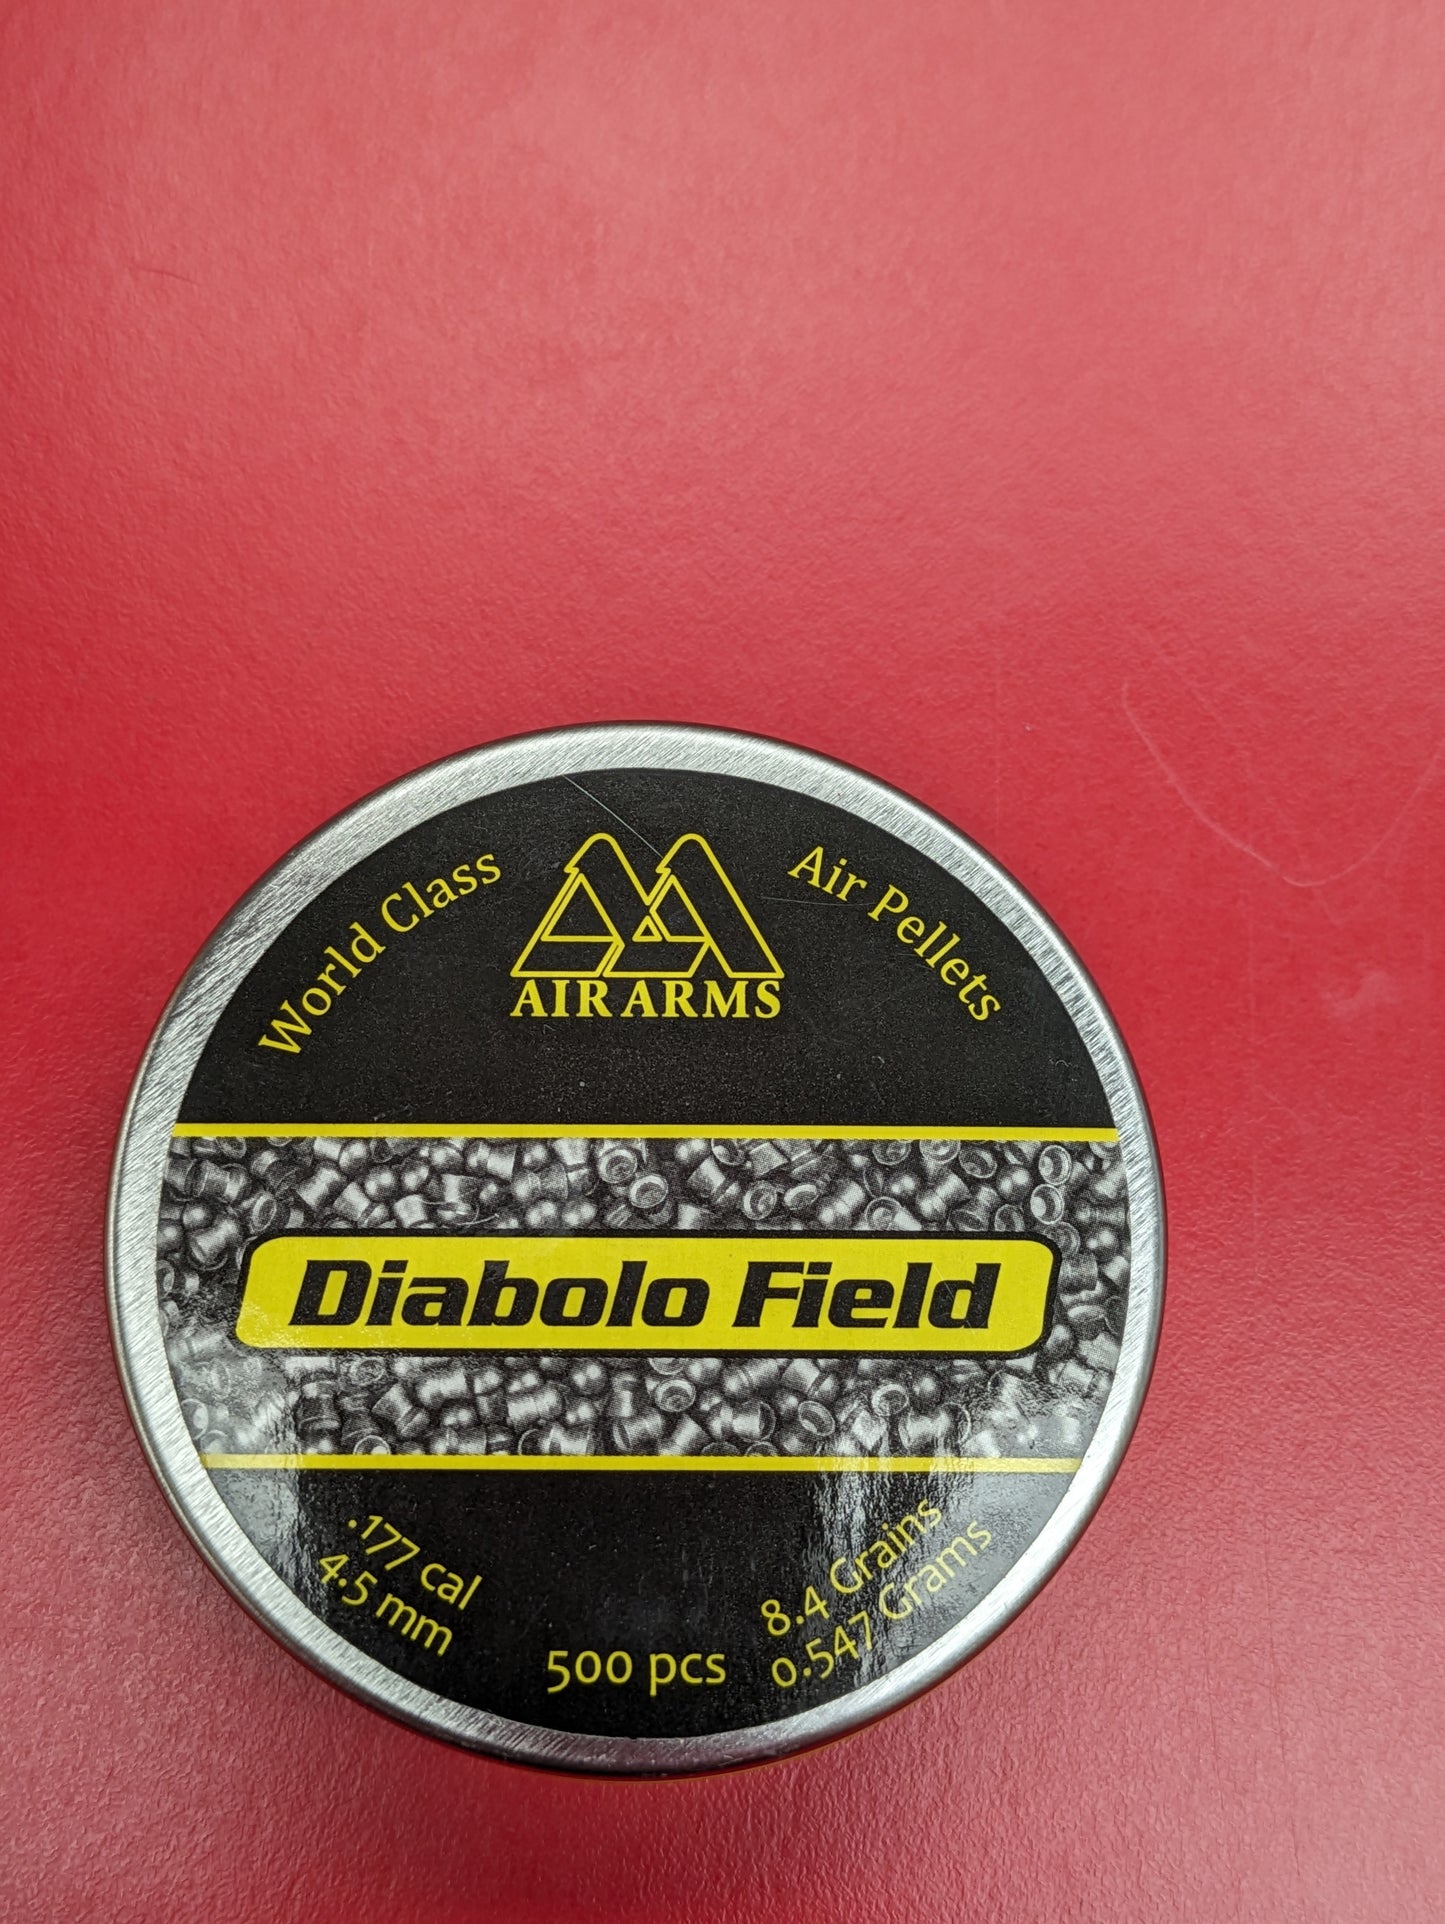 World Class
AIR ARMS
Air Pellets
Diabolo Field
.177 cal
4.5 mm
500 pcs
8.4 Grains
0.547 Grams